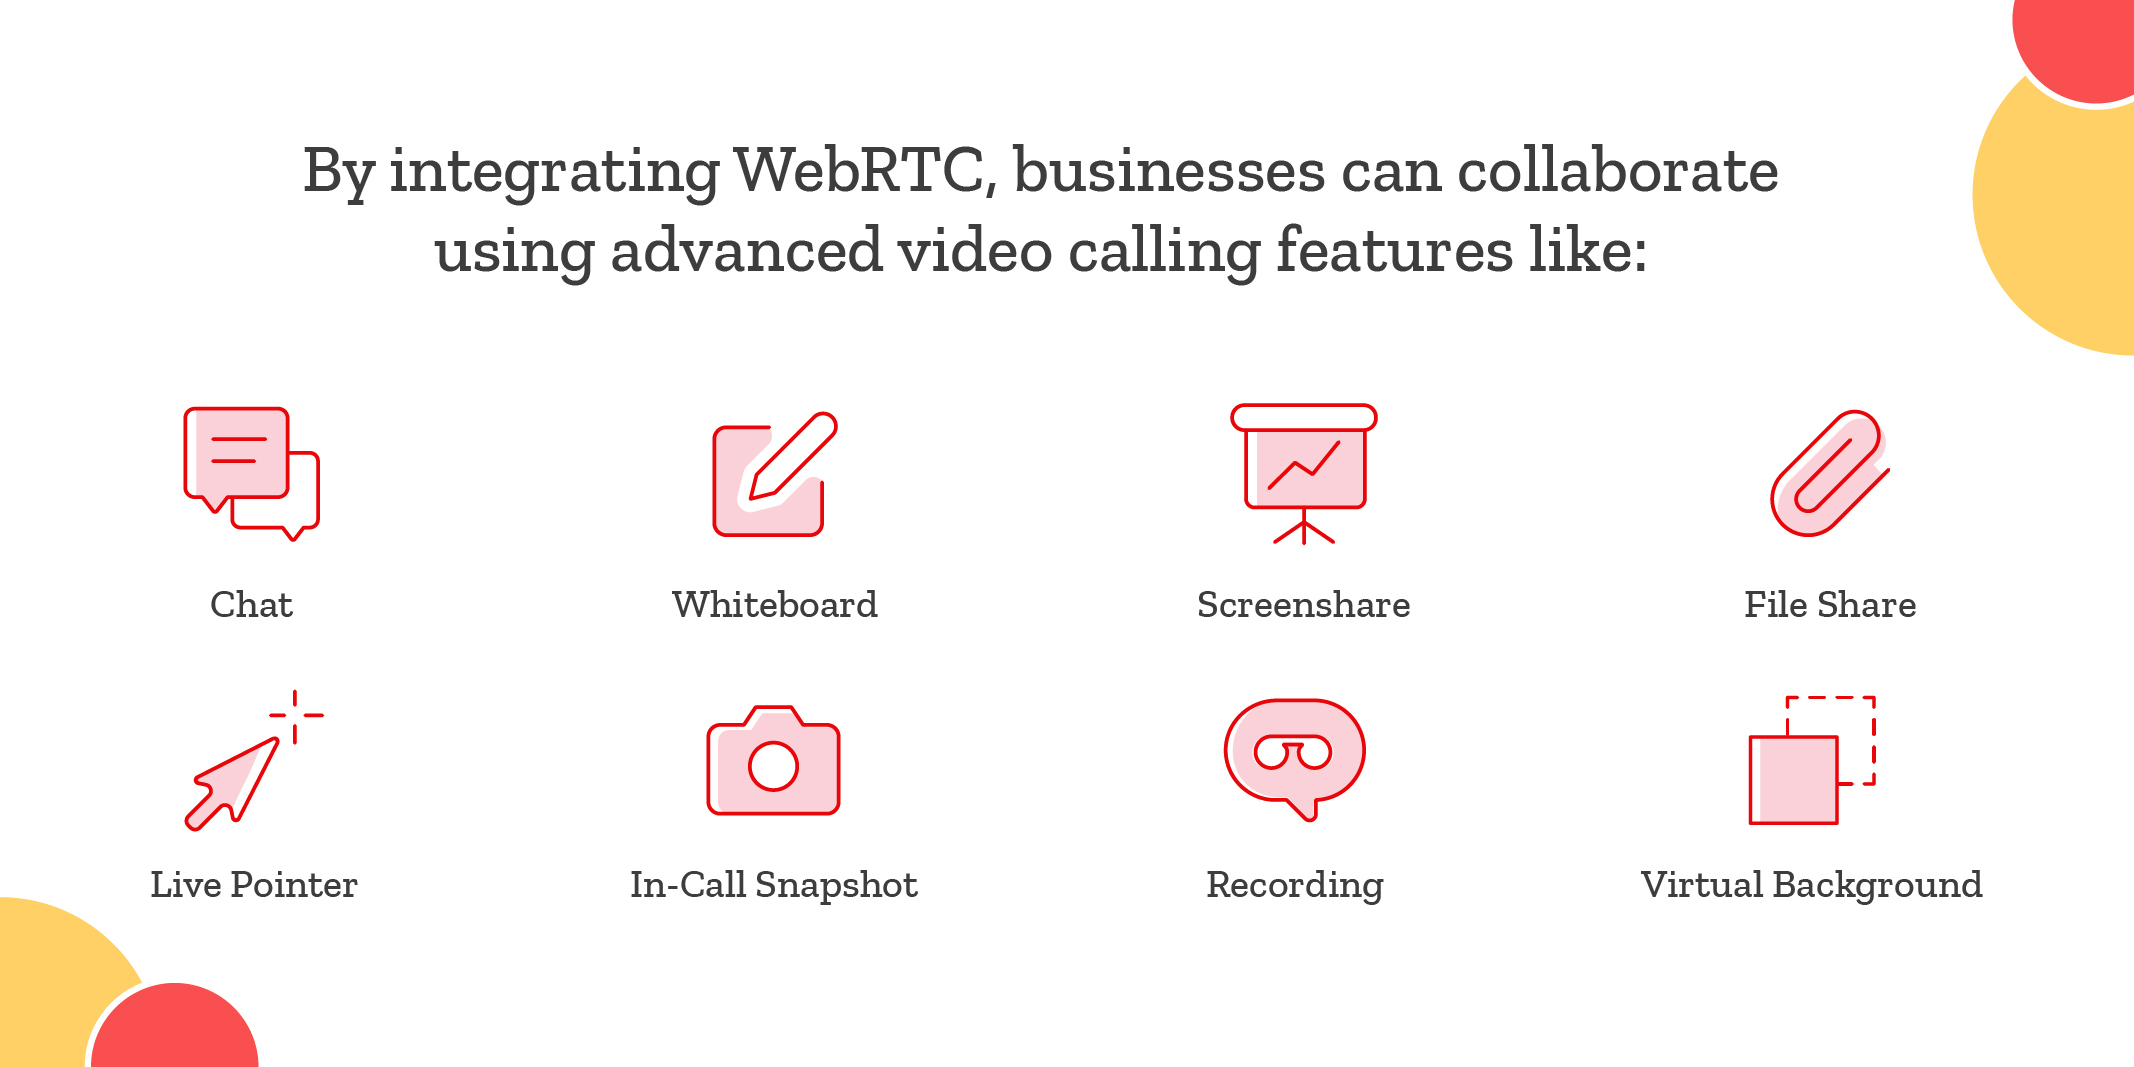 By integrating WebRTC, businesses can collaborate
using advanced video calling features like:
Chat
Whiteboard
Screenshare
File Share
Live Pointer
In-Call Snapshot
Recording
Virtual Background